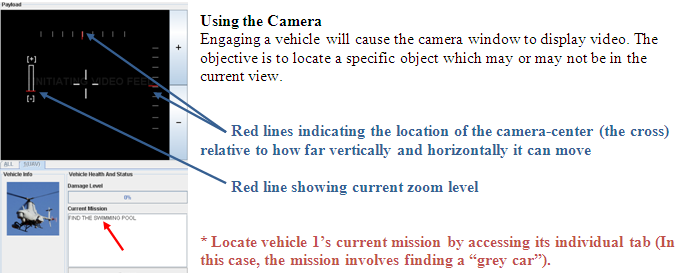 Payload
[+]
INITIATING VIDEO FEED
[-]
+
-
ALL
1(UAV)
Vehicle Info
Vehicle Health And Status
Damage Level
0%
Current Mission
FIND THE SWIMMING POOL
Using the Camera
Engaging a vehicle will cause the camera window to display video. The
objective is to locate a specific object which may or may not be in the
current view.
Red lines indicating the location of the camera-center (the cross)
relative to how far vertically and horizontally it can move
Red line showing current zoom level
* Locate vehicle 1's current mission by accessing its individual tab (In
this case, the mission involves finding a “grey car”).